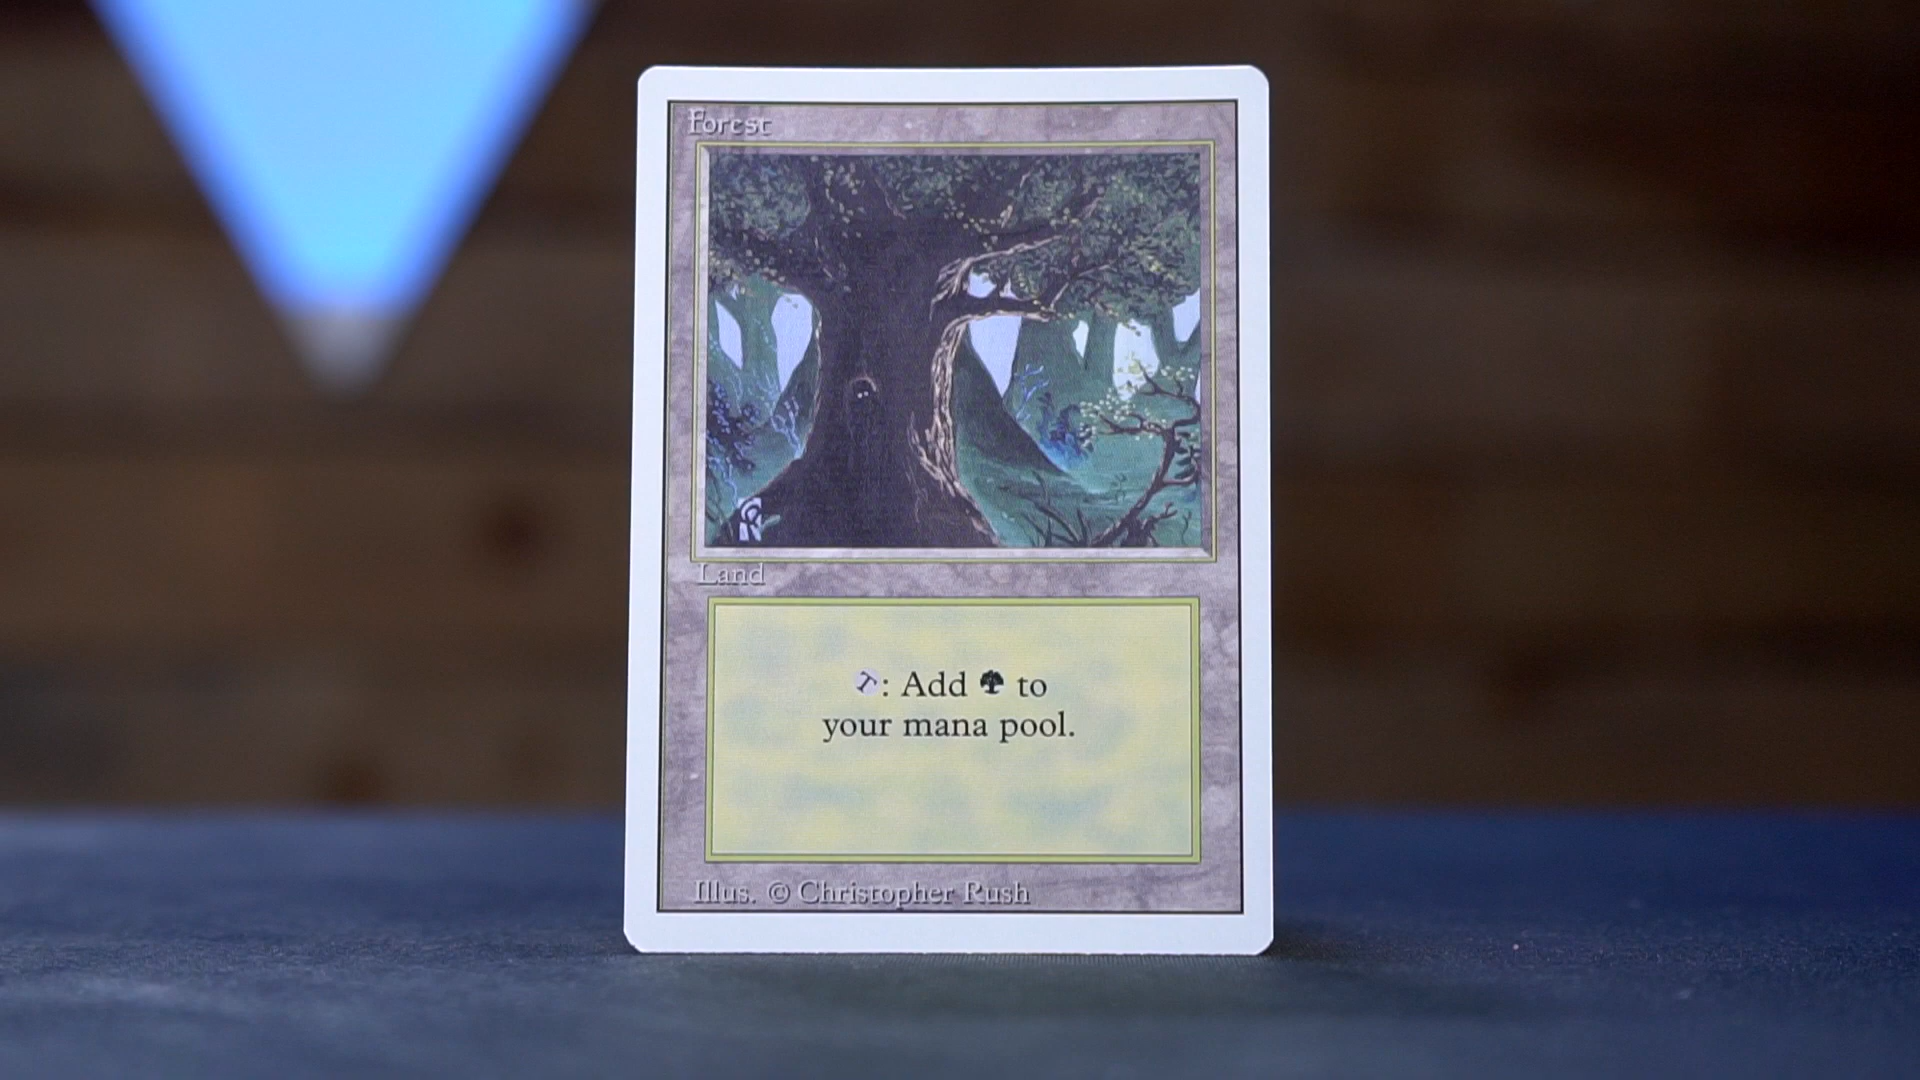 Forest
Land
T: Add to
your mana pool.
Illus. © Christopher Rush